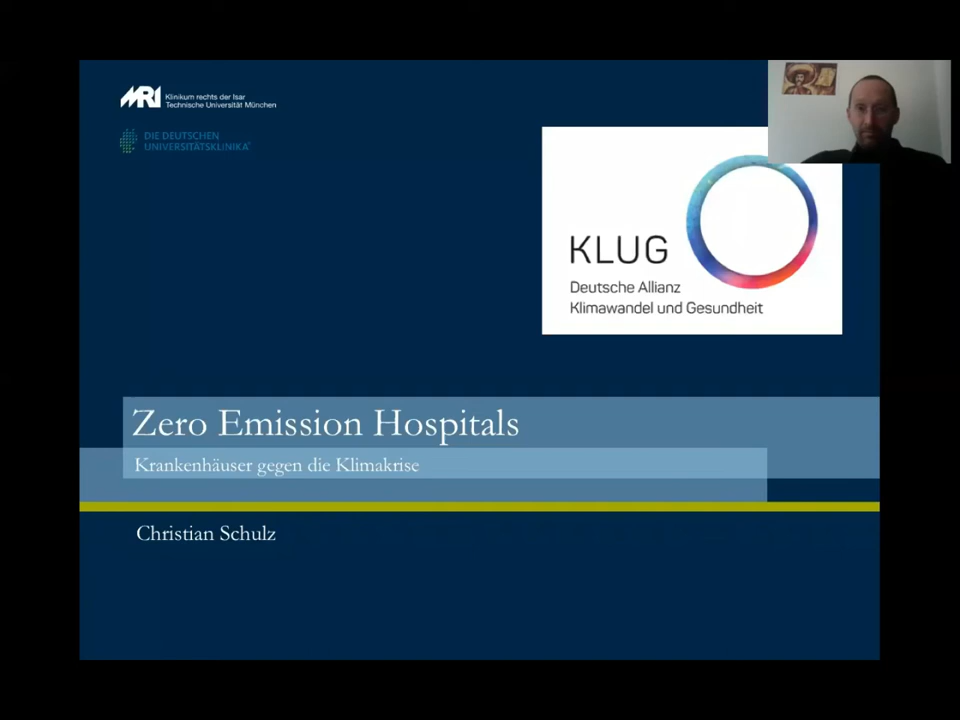 MRI
Klinikum rechts der Isar
Technische Universität München
DIE DEUTSCHEN
UNIVERSITÄTSKLINIKA®
KLUG
Deutsche Allianz
Klimawandel und Gesundheit
Zero Emission Hospitals
Krankenhäuser gegen die Klimakrise
Christian Schulz